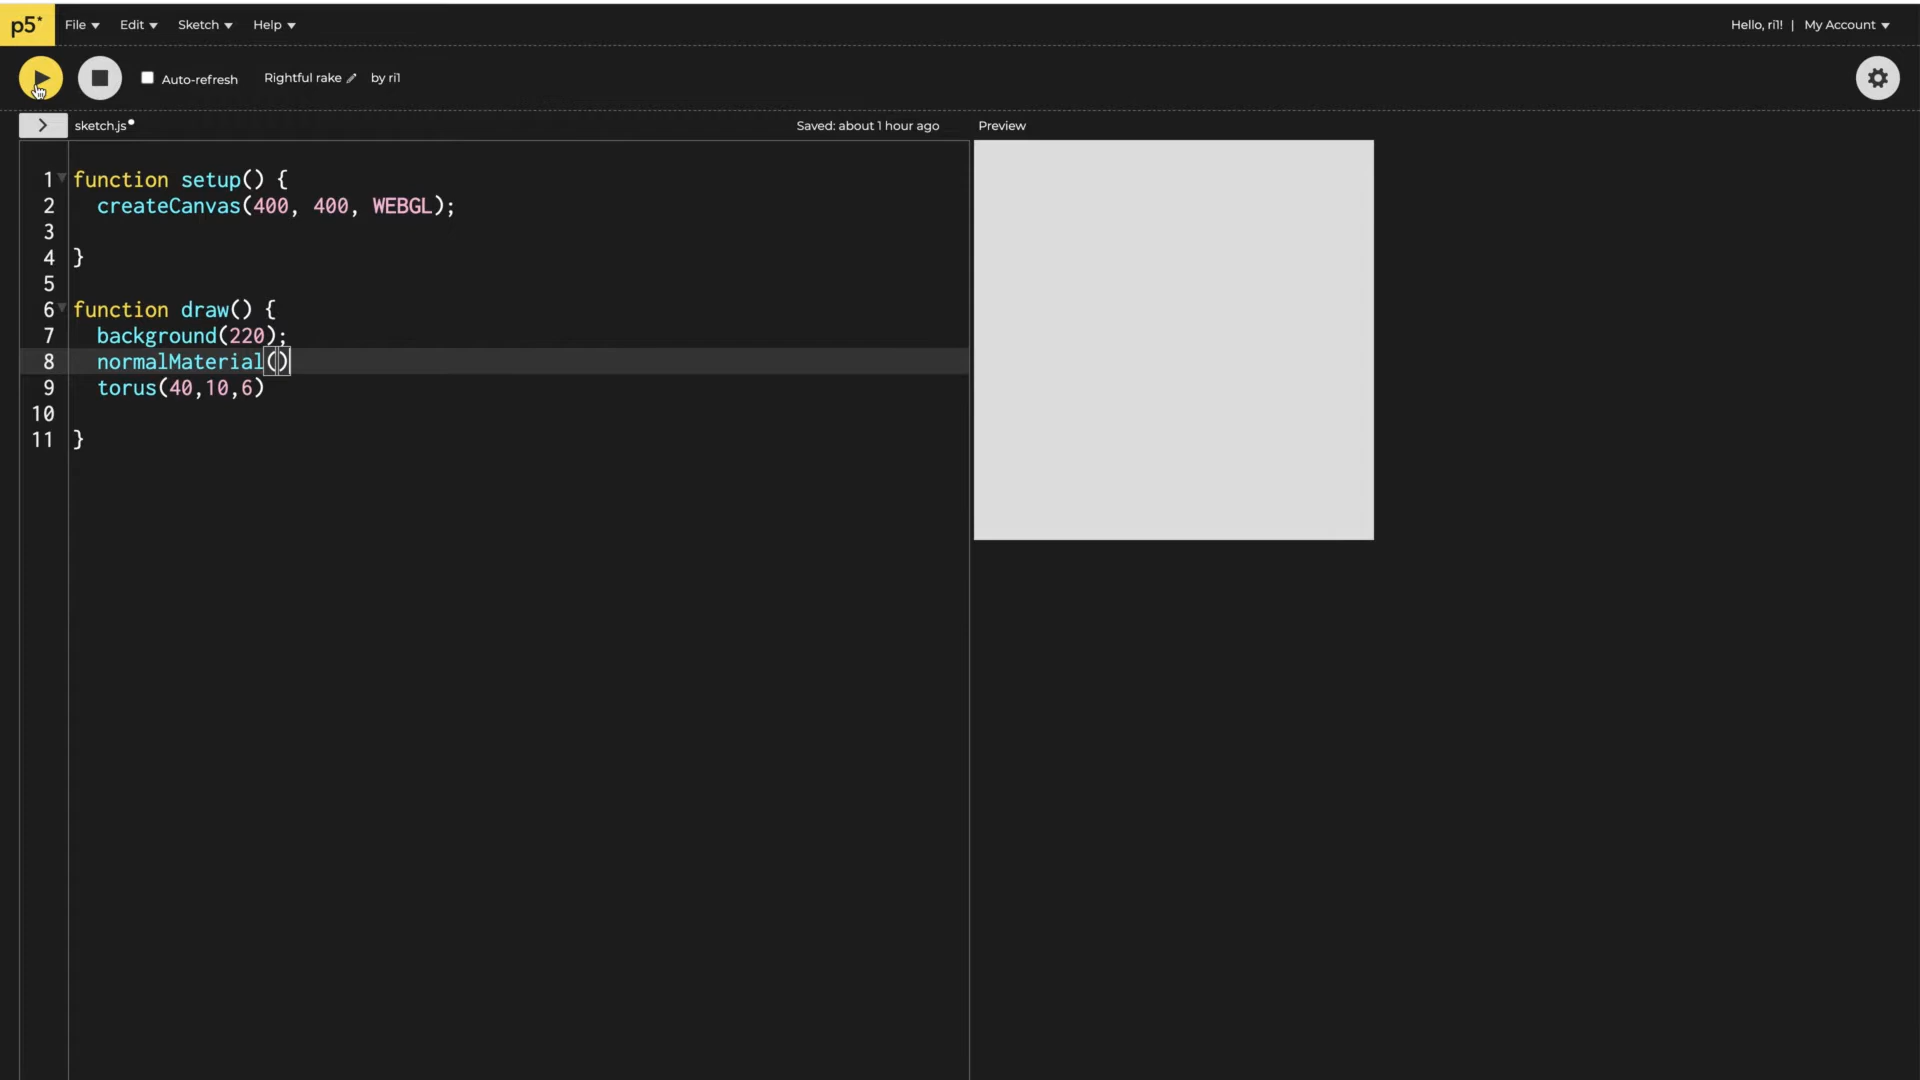 p5*
File Edit Sketch Help
Hello, ri1! | My Account
Auto-refresh
Rightful rake by ri1
sketch.js
Saved: about 1 hour ago
Preview
1 function setup() {
2 createCanvas(400, 400, WEBGL);
3
4 }
5
6 function draw() {
7 background(220);
8 normalMaterial()
9 torus(40,10,6)
10
11 }